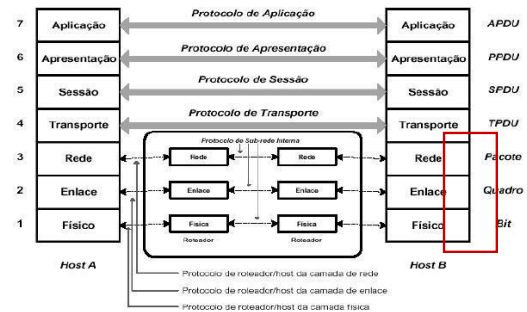 Protocolo de Aplicação
7 Aplicação Aplicação APDU
Protocolo de Apresentação
6 Apresentação Apresentação PPDU
Protocolo de Sessão
5 Sessão Sessão SPDU
Protocolo de Transporte
4 Transporte Transporte TPDU
Protocolo de Sub-rede Interna
3 Rede Rede Rede Rede Pacote
2 Enlace Enlace Enlace Enlace Quadro
1 Físico Física Física Físico Bit
Roteador Roteador
Host A Host B
Protocolo de roteador/host da camada de rede
Protocolo de roteador/host da camada de enlace
Protocolo de roteador/host da camada física